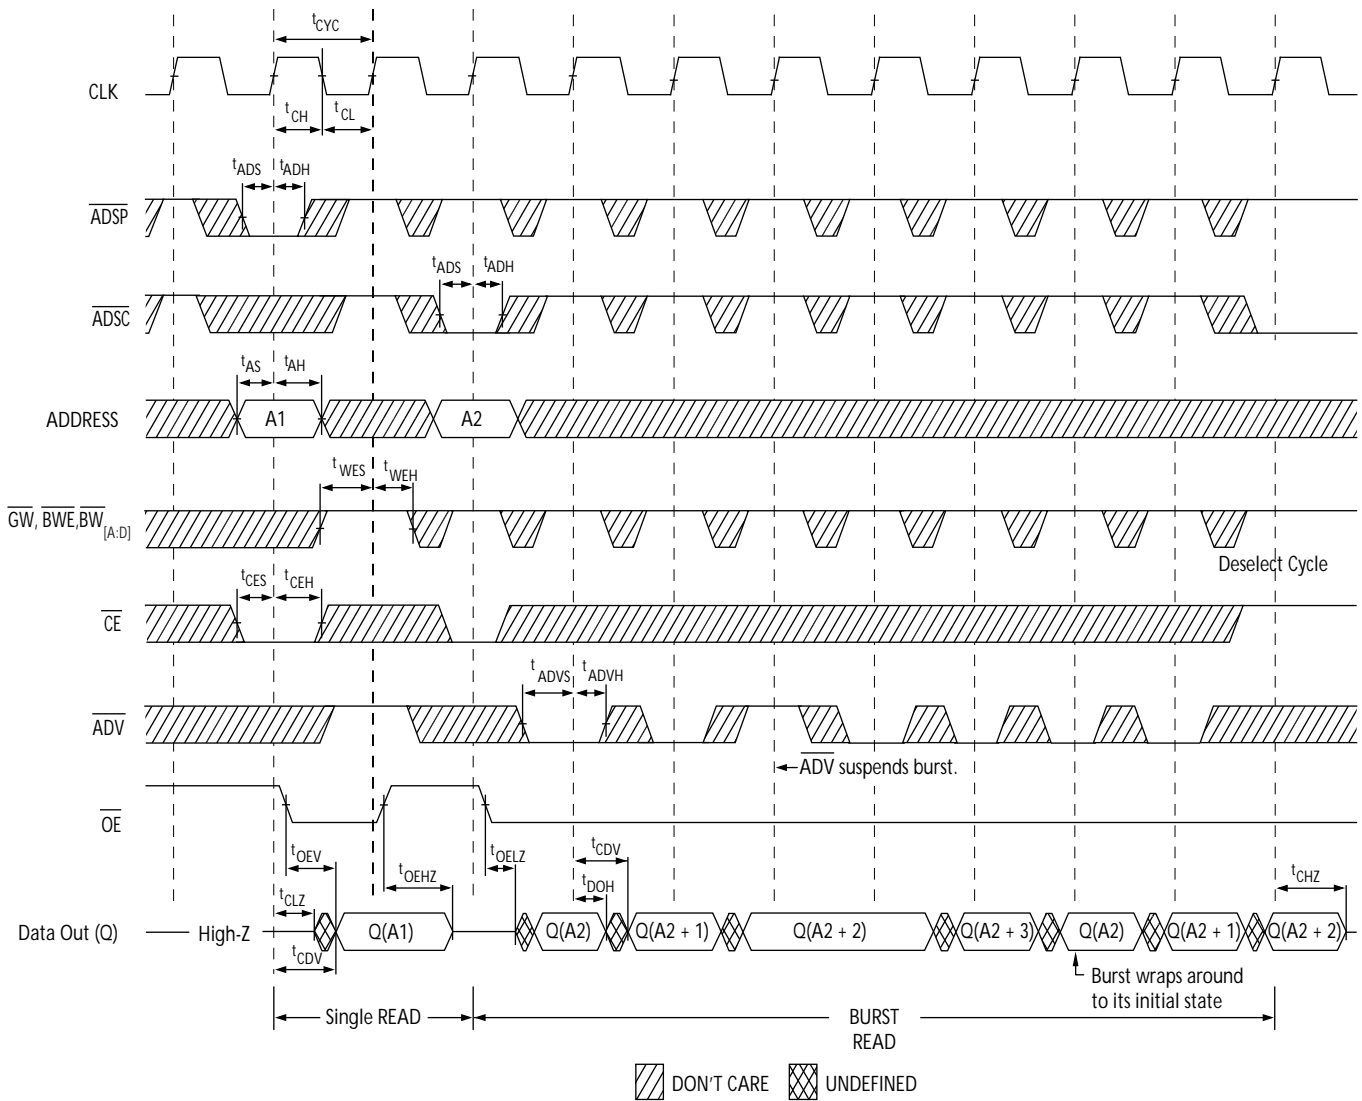 tCYC
CLK
tCH
tCL
tADS
tADH
ADSP
tADS
tADH
ADSC
tAS
tAH
ADDRESS
A1
A2
tWES
tWEH
GW, BWE,BW[A:D]
Deselect Cycle
tCES
tCEH
CE
tADVS
tADVH
ADV
ADV suspends burst.
OE
tOEV
tOEHZ
tOELZ
tCDV
tCLZ
tDOH
tCHZ
Data Out (Q)
High-Z
Q(A1)
Q(A2)
Q(A2 + 1)
Q(A2 + 2)
Q(A2 + 3)
Q(A2)
Q(A2 + 1)
Q(A2 + 2)
tCDV
Burst wraps around
to its initial state
Single READ
BURST
READ
DON'T CARE
UNDEFINED